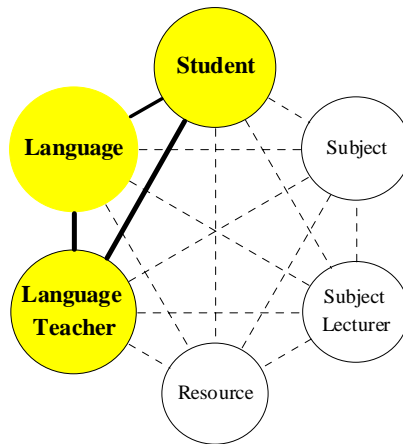 Student
Language
Subject
Language
Teacher
Subject
Lecturer
Resource